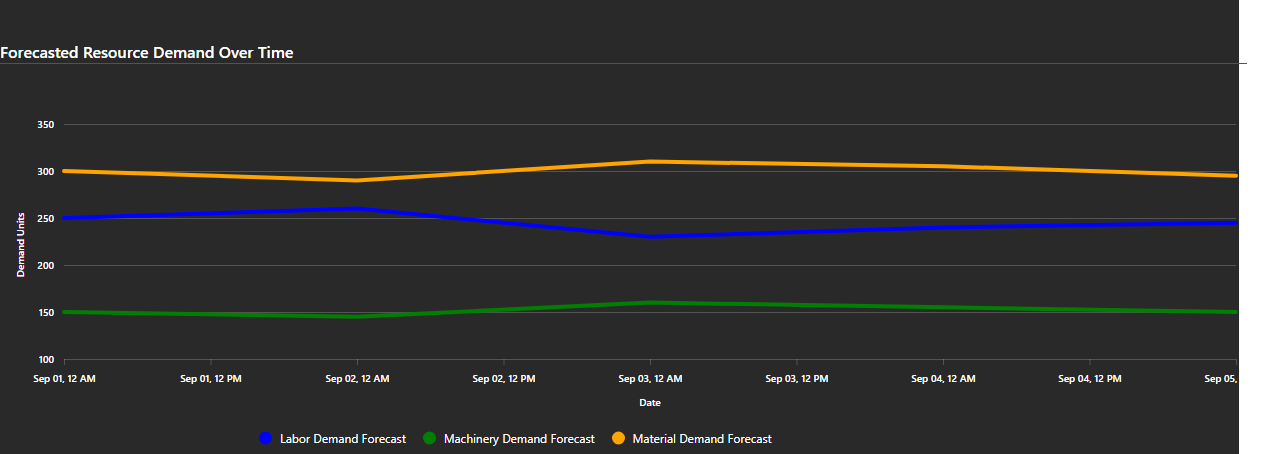 Forecasted Resource Demand Over Time
350
300
250
200
150
100
Demand Units
Sep 01, 12 AM
Sep 01, 12 PM
Sep 02, 12 AM
Sep 02, 12 PM
Sep 03, 12 AM
Sep 03, 12 PM
Sep 04, 12 AM
Sep 04, 12 PM
Sep 05,
Date
Labor Demand Forecast
Machinery Demand Forecast
Material Demand Forecast